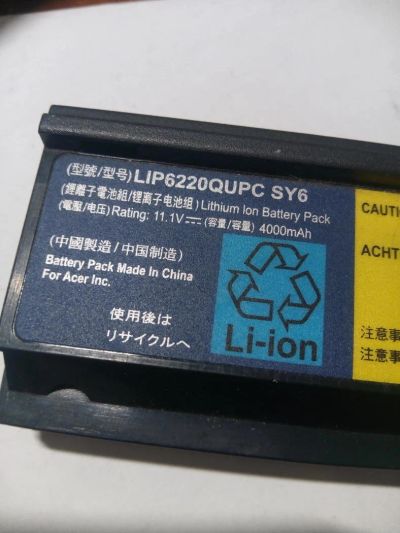 (型號/型号)LIP6220QUPC SY6
(鋰離子電池組/锂离子电池组) Lithium Ion Battery Pack
(電壓/电压) Rating: 11.1V⎓ (容量/容量) 4000mAh
(中國製造/中国制造)
Battery Pack Made In China
For Acer Inc.
使用後は
リサイクルへ
Li-ion
CAUTI
ACHT
注意事
注意事